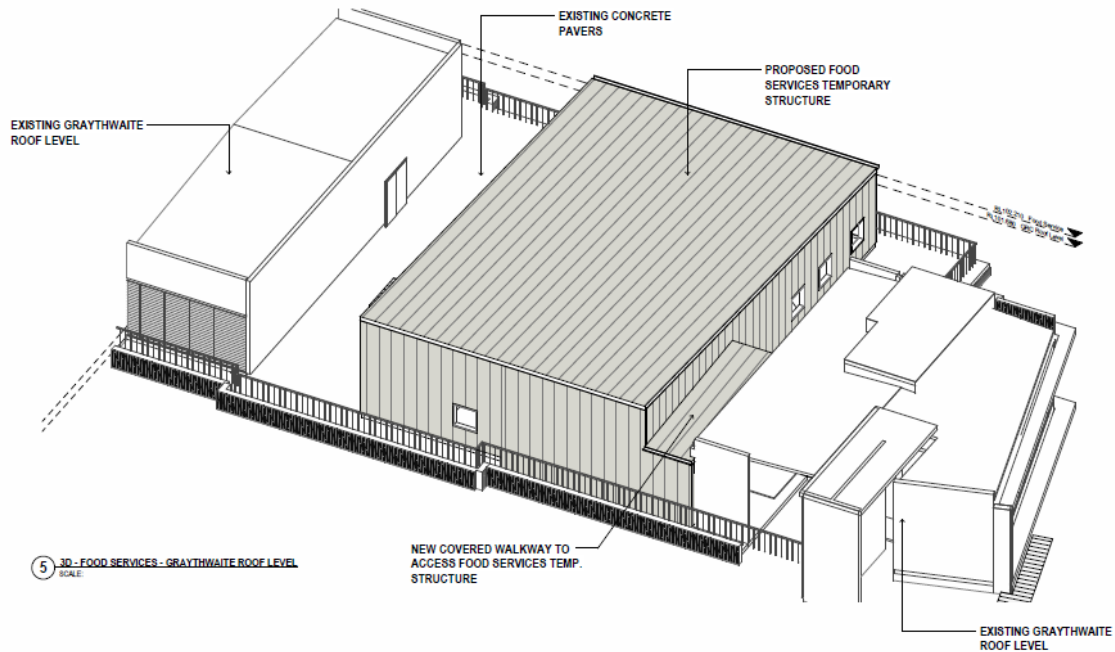 EXISTING CONCRETE
PAVERS
PROPOSED FOOD
SERVICES TEMPORARY
STRUCTURE
EXISTING GRAYTHWAITE
ROOF LEVEL
NEW COVERED WALKWAY TO
ACCESS FOOD SERVICES TEMP.
STRUCTURE
5
3D - FOOD SERVICES - GRAYTHWAITE ROOF LEVEL
SCALE:
EXISTING GRAYTHWAITE
ROOF LEVEL